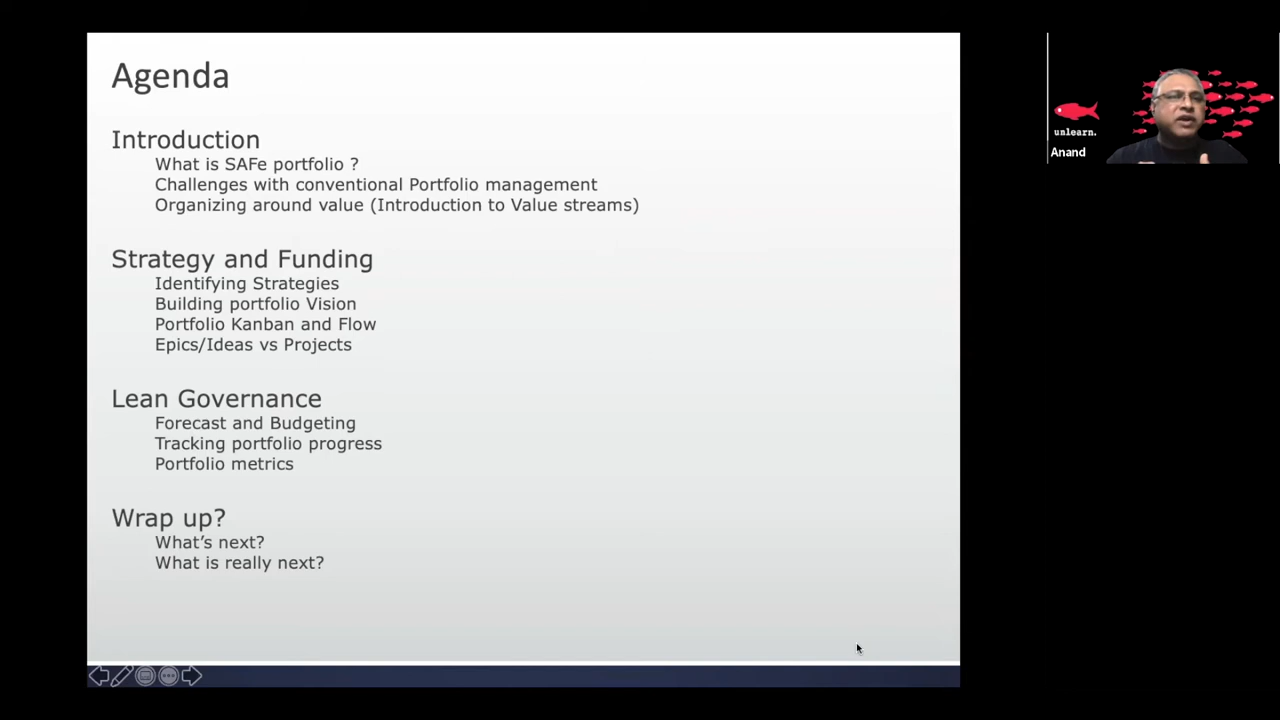 Agenda
Introduction
What is SAFe portfolio ?
Challenges with conventional Portfolio management
Organizing around value (Introduction to Value streams)
Strategy and Funding
Identifying Strategies
Building portfolio Vision
Portfolio Kanban and Flow
Epics/Ideas vs Projects
Lean Governance
Forecast and Budgeting
Tracking portfolio progress
Portfolio metrics
Wrap up?
What's next?
What is really next?
unlearn.
Anand